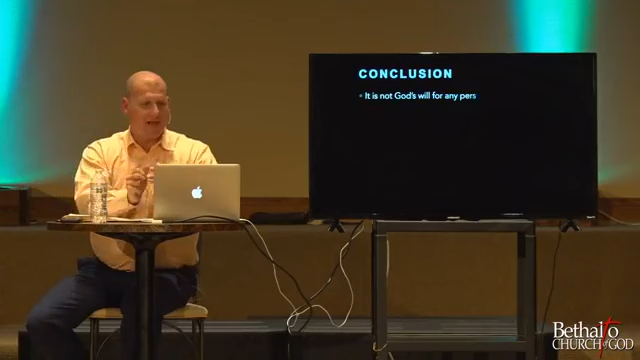 CONCLUSION
• It is not God's will for any pers
Bethalto
CHURCH of GOD